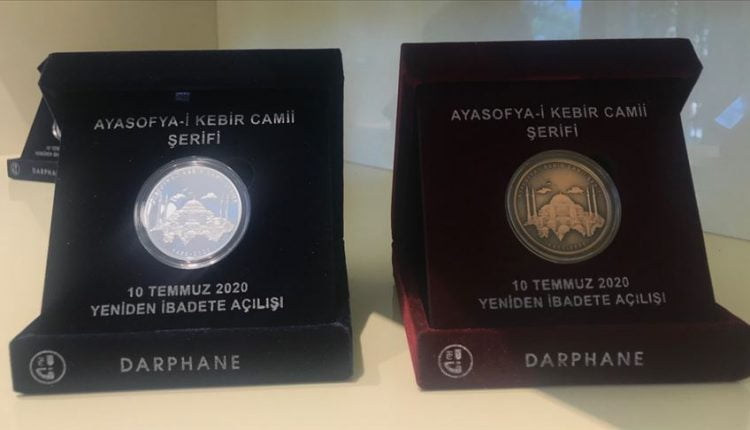 AYASOFYA-İ KEBİR CAMİİ
ŞERİFİ
10 TEMMUZ 2020
YENİDEN İBADETE AÇILIŞI
DARPHANE
AYASOFYA-İ KEBİR CAMİİ
ŞERİFİ
10 TEMMUZ 2020
YENİDEN İBADETE AÇILIŞI
DARPHANE
DARPHANE